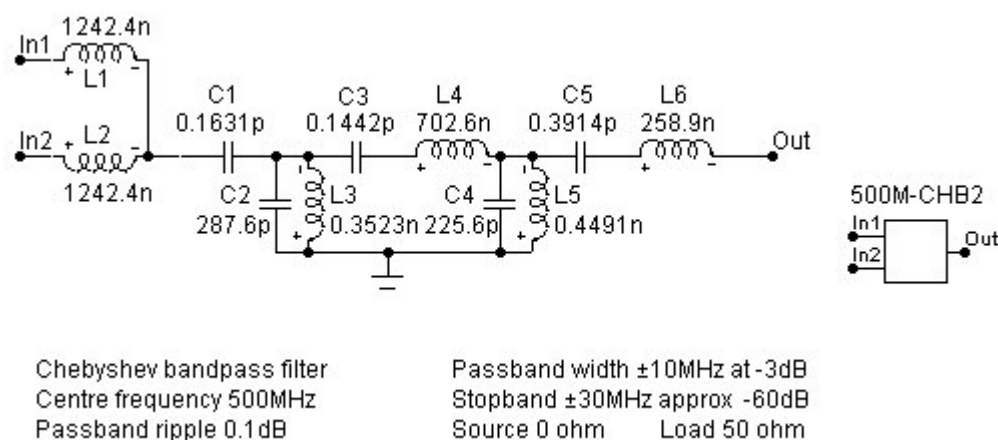 1242.4n
In1
+ L1 -
C1 C3 L4 C5 L6
In2 + L2 - 0.1631p 0.1442p 702.6n 0.3914p 258.9n Out
1242.4n + - + -
C2 L3 C4 L5 500M-CHB2
287.6p + 0.3523n 225.6p + 0.4491n In1
In2 Out
Chebyshev bandpass filter Passband width ±10MHz at -3dB
Centre frequency 500MHz Stopband ±30MHz approx -60dB
Passband ripple 0.1dB Source 0 ohm Load 50 ohm